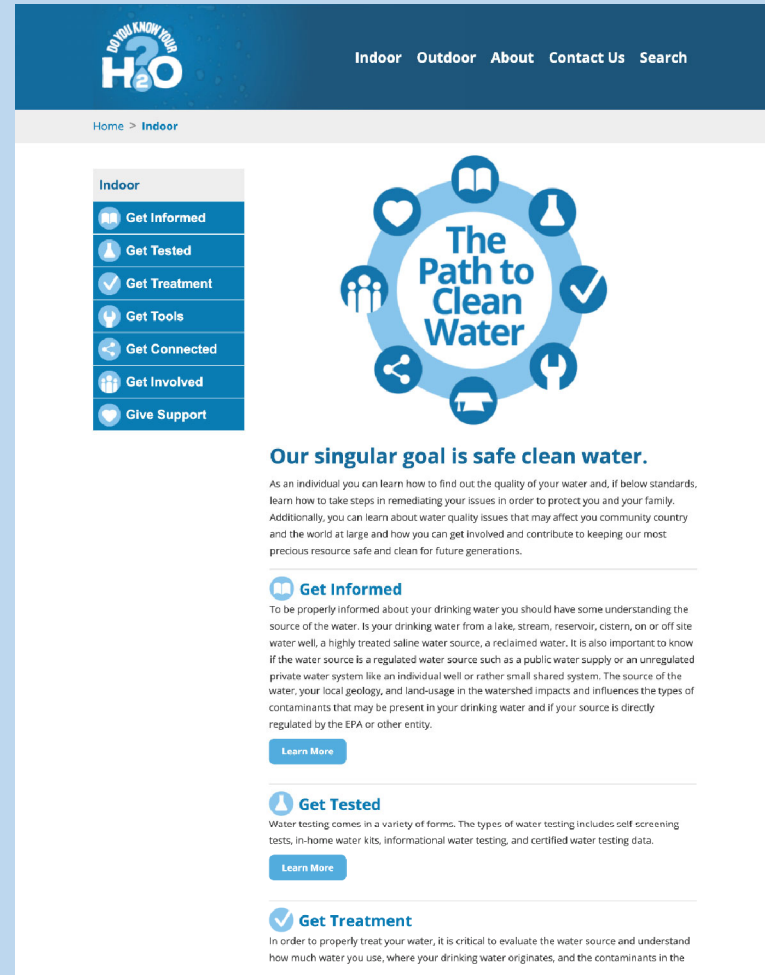 DO YOU KNOW YOUR
H2O
?
Indoor Outdoor About Contact Us Search
Home > Indoor
Indoor
Get Informed
Get Tested
Get Treatment
Get Tools
Get Connected
Get Involved
Give Support
The
Path to
Clean
Water
Our singular goal is safe clean water.
As an individual you can learn how to find out the quality of your water and, if below standards,
learn how to take steps in remediating your issues in order to protect you and your family.
Additionally, you can learn about water quality issues that may affect you community country
and the world at large and how you can get involved and contribute to keeping our most
precious resource safe and clean for future generations.
Get Informed
To be properly informed about your drinking water you should have some understanding the
source of the water. Is your drinking water from a lake, stream, reservoir, cistern, on or off site
water well, a highly treated saline water source, a reclaimed water. It is also important to know
if the water source is a regulated water source such as a public water supply or an unregulated
private water system like an individual well or rather small shared system. The source of the
water, your local geology, and land-usage in the watershed impacts and influences the types of
contaminants that may be present in your drinking water and if your source is directly
regulated by the EPA or other entity.
Learn More
Get Tested
Water testing comes in a variety of forms. The types of water testing includes self-screening
tests, in-home water kits, informational water testing, and certified water testing data.
Learn More
Get Treatment
In order to properly treat your water, it is critical to evaluate the water source and understand
how much water you use, where your drinking water originates, and the contaminants in the